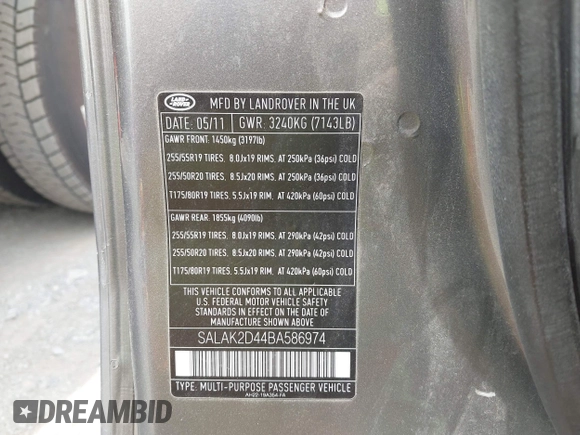 LAND ROVER
MFD BY LANDROVER IN THE UK
DATE: 05/11 GWR: 3240KG (7143LB)
GAWR FRONT: 1450kg (3197lb)
255/55R19 TIRES. 8.0Jx19 RIMS. AT 250kPa (36psi) COLD
255/50R20 TIRES. 8.5Jx20 RIMS. AT 250kPa (36psi) COLD
T175/80R19 TIRES. 5.5Jx19 RIM. AT 420kPa (60psi) COLD
GAWR REAR: 1855kg (4090lb)
255/55R19 TIRES. 8.0Jx19 RIMS. AT 290kPa (42psi) COLD
255/50R20 TIRES. 8.5Jx20 RIMS. AT 290kPa (42psi) COLD
T175/80R19 TIRES. 5.5Jx19 RIM. AT 420kPa (60psi) COLD
THIS VEHICLE CONFORMS TO ALL APPLICABLE
U.S. FEDERAL MOTOR VEHICLE SAFETY
STANDARDS IN EFFECT ON THE DATE OF
MANUFACTURE SHOWN ABOVE
SALAK2D44BA586974
TYPE: MULTI-PURPOSE PASSENGER VEHICLE
AH22-19A364-FA
DREAMBID